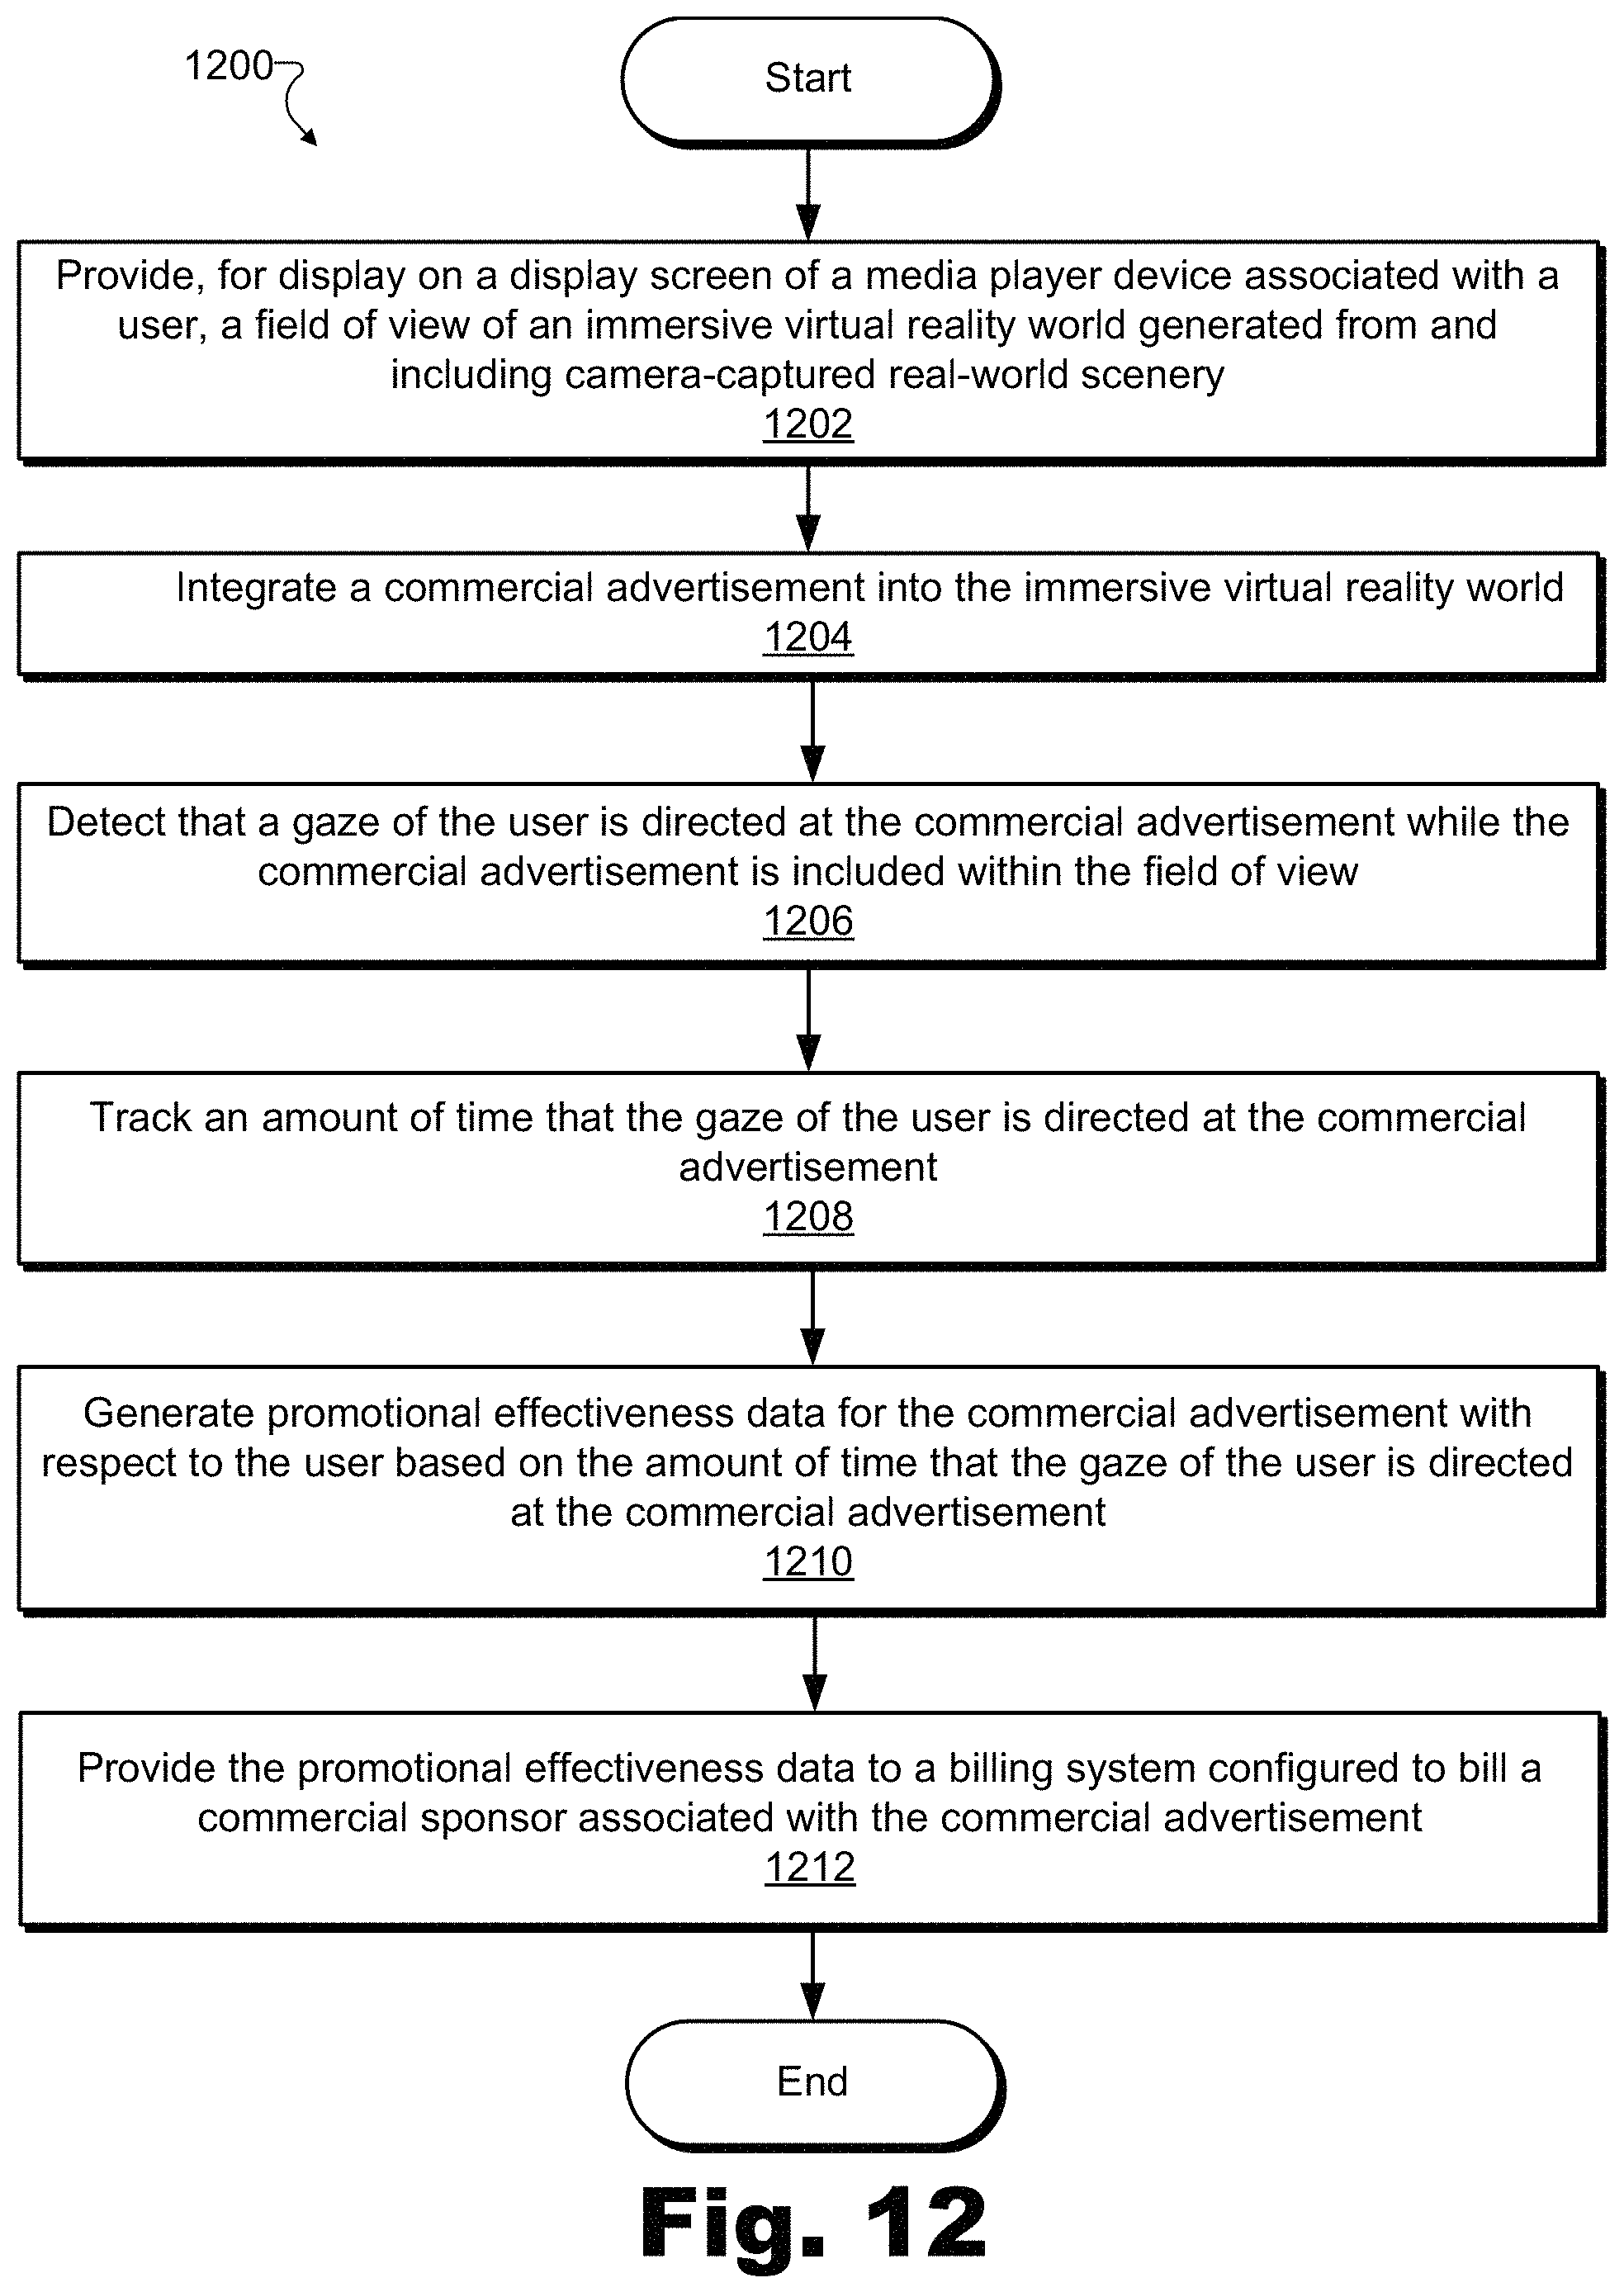 1200
Start
Provide, for display on a display screen of a media player device associated with a
user, a field of view of an immersive virtual reality world generated from and
including camera-captured real-world scenery
1202
Integrate a commercial advertisement into the immersive virtual reality world
1204
Detect that a gaze of the user is directed at the commercial advertisement while the
commercial advertisement is included within the field of view
1206
Track an amount of time that the gaze of the user is directed at the commercial
advertisement
1208
Generate promotional effectiveness data for the commercial advertisement with
respect to the user based on the amount of time that the gaze of the user is directed
at the commercial advertisement
1210
Provide the promotional effectiveness data to a billing system configured to bill a
commercial sponsor associated with the commercial advertisement
1212
End
Fig. 12